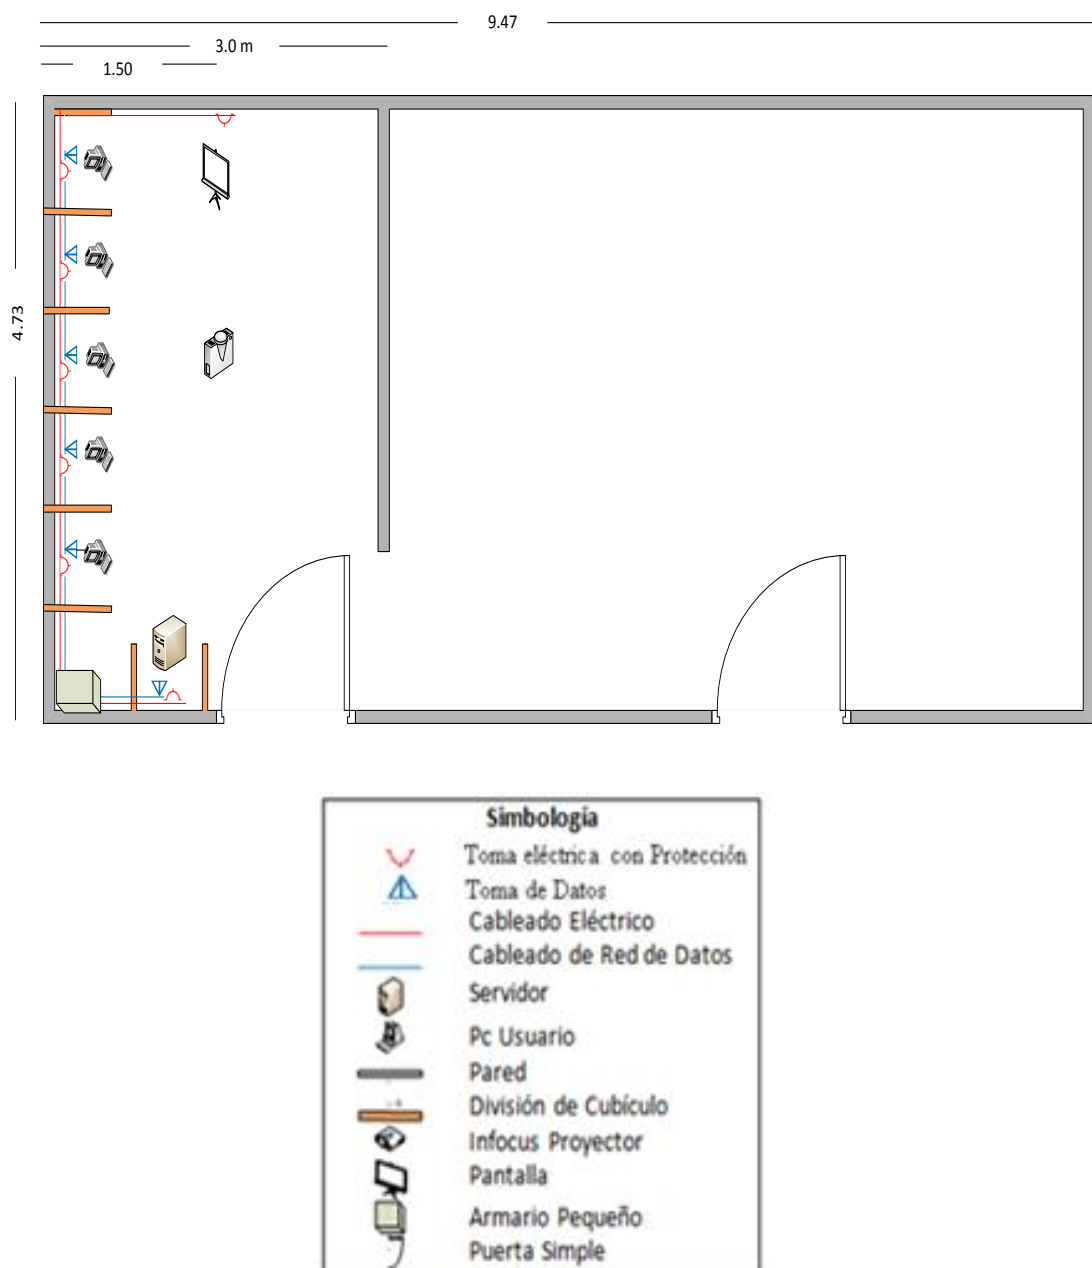 9.47
3.0 m
1.50
4.73
Simbología
Toma eléctrica con Protección
Toma de Datos
Cableado Eléctrico
Cableado de Red de Datos
Servidor
Pc Usuario
Pared
División de Cubículo
Infocus Proyector
Pantalla
Armario Pequeño
Puerta Simple